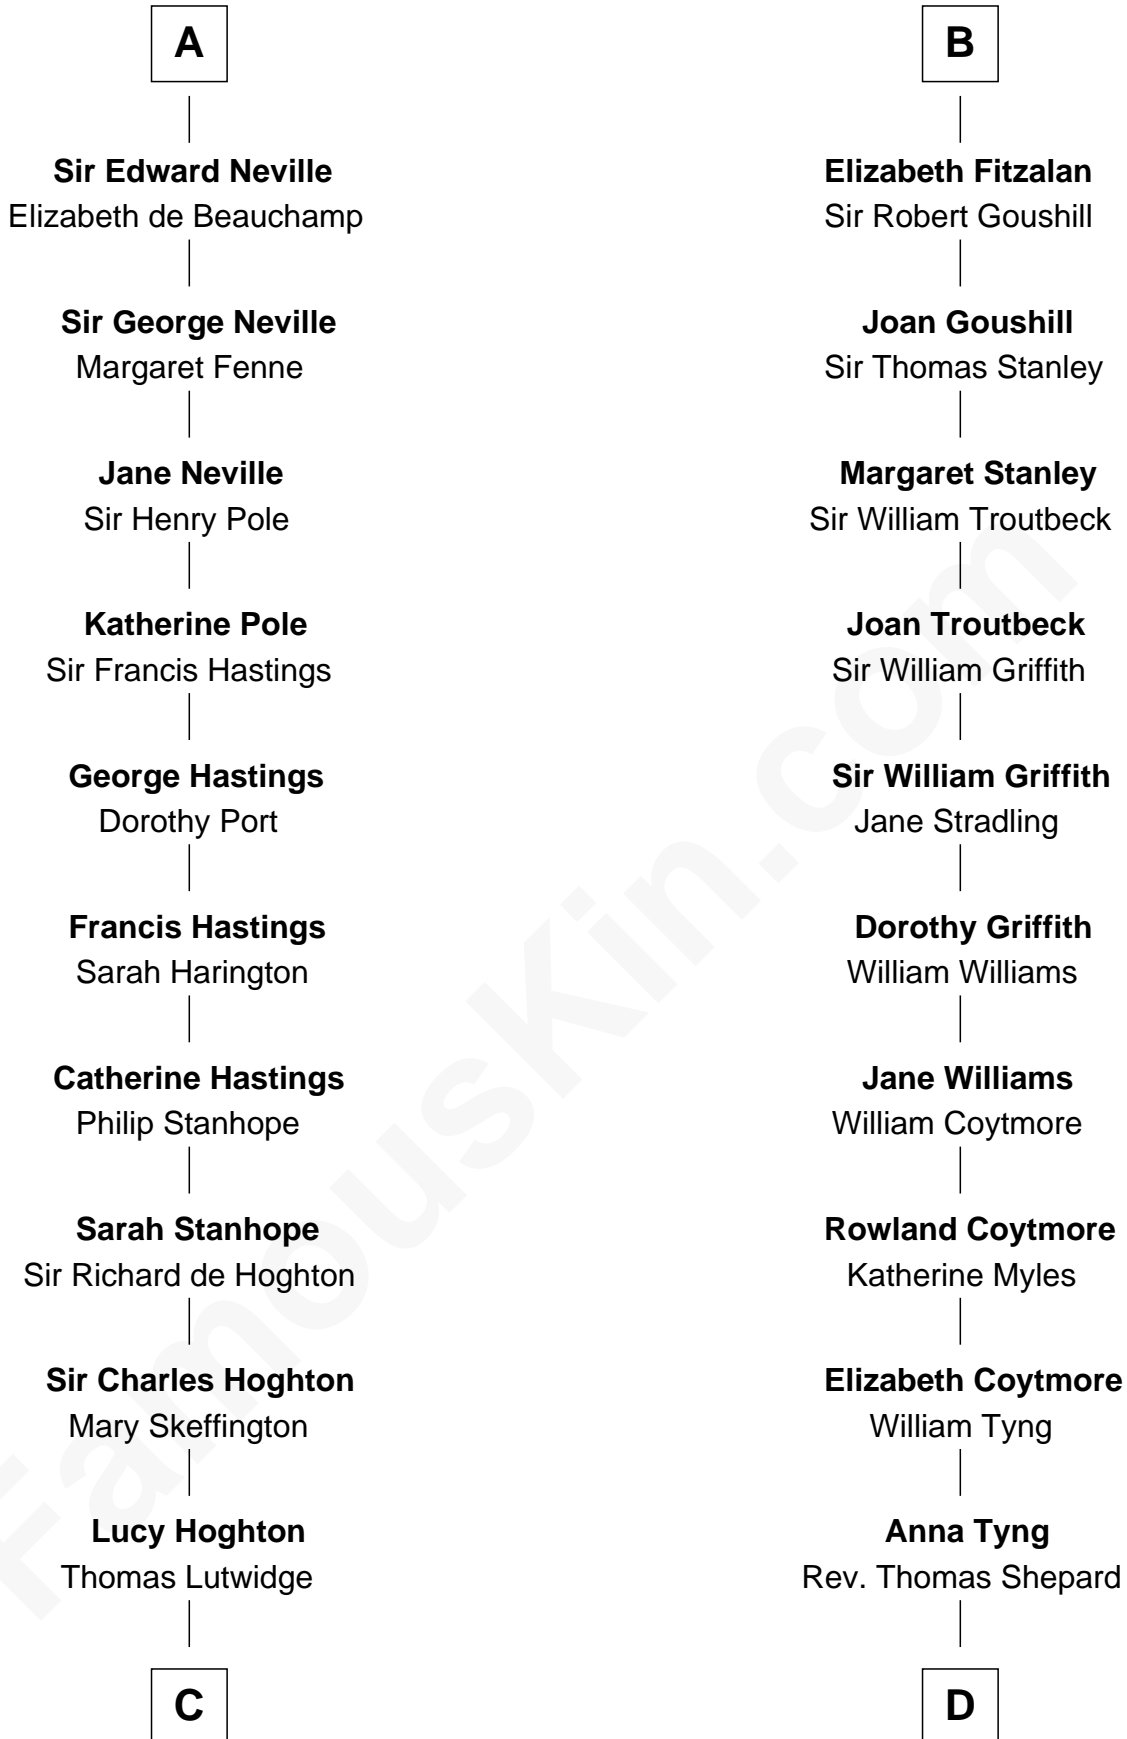 A
Sir Edward Neville
Elizabeth de Beauchamp
Sir George Neville
Margaret Fenne
Jane Neville
Sir Henry Pole
Katherine Pole
Sir Francis Hastings
George Hastings
Dorothy Port
Francis Hastings
Sarah Harington
Catherine Hastings
Philip Stanhope
Sarah Stanhope
Sir Richard de Hoghton
Sir Charles Hoghton
Mary Skeffington
Lucy Hoghton
Thomas Lutwidge
C
B
Elizabeth Fitzalan
Sir Robert Goushill
Joan Goushill
Sir Thomas Stanley
Margaret Stanley
Sir William Troutbeck
Joan Troutbeck
Sir William Griffith
Sir William Griffith
Jane Stradling
Dorothy Griffith
William Williams
Jane Williams
William Coytmore
Rowland Coytmore
Katherine Myles
Elizabeth Coytmore
William Tyng
Anna Tyng
Rev. Thomas Shepard
D
FamousKin.com